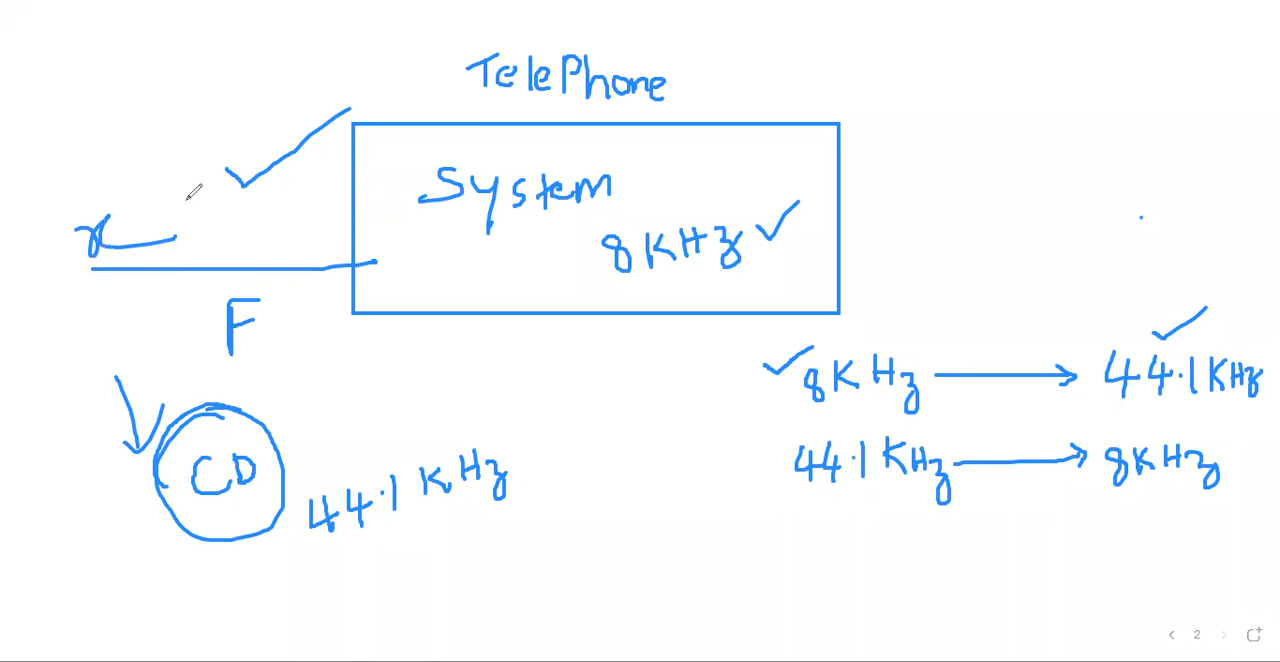 TelePhone
System
8KHz
x
F
8KHz → 44.1KHz
44.1KHz → 8KHz
CD
44.1 KHz
2